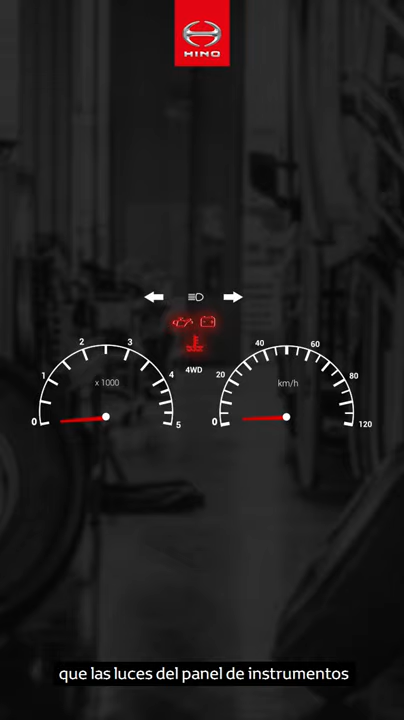 HINO
2 3
1 4
x 1000
0 5
4WD
40 60
20 80
km/h
0 120
que las luces del panel de instrumentos